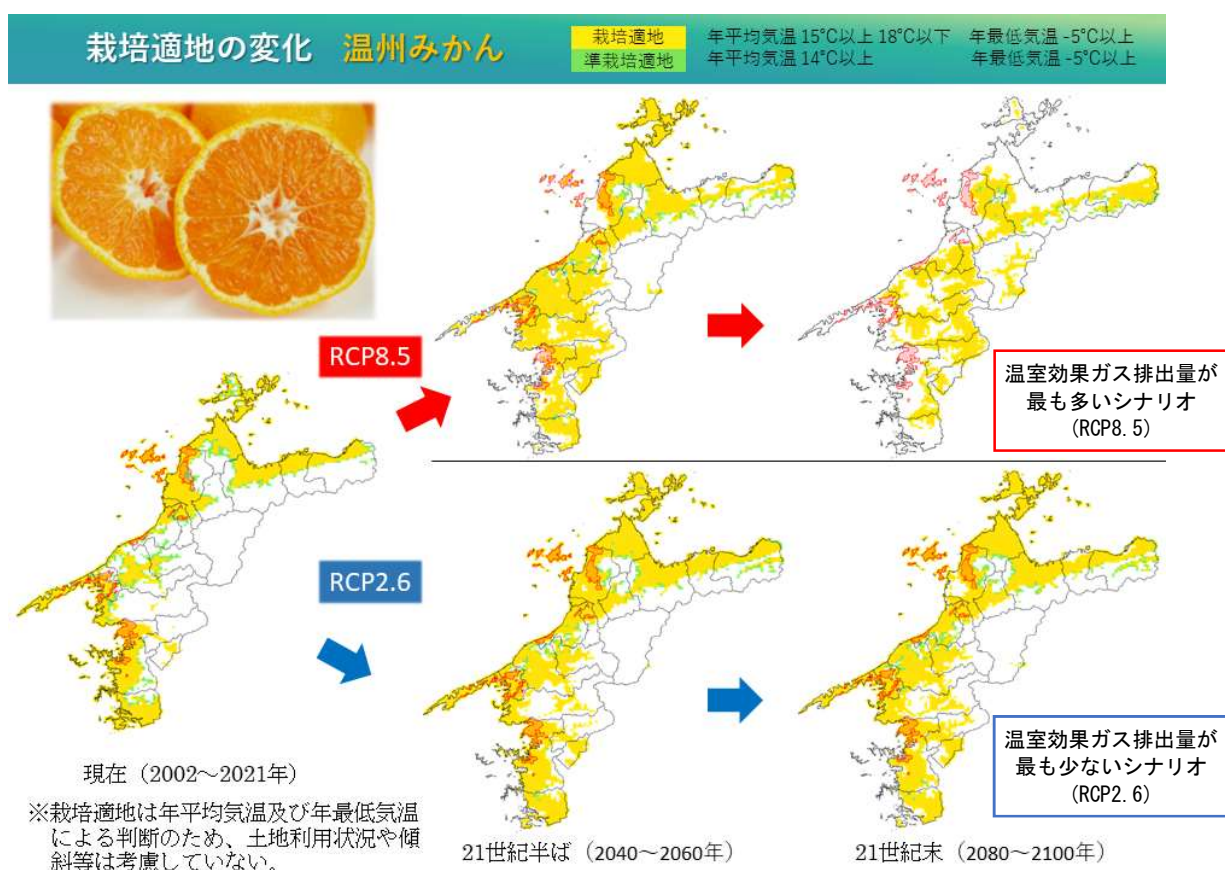 栽培適地の変化 温州みかん
栽培適地 年平均気温 15°C以上 18°C以下 年最低気温 -5°C以上
準栽培適地 年平均気温 14°C以上 年最低気温 -5°C以上
RCP8.5
温室効果ガス排出量が
最も多いシナリオ
(RCP8.5)
RCP2.6
温室効果ガス排出量が
最も少ないシナリオ
(RCP2.6)
現在（2002～2021年）
※栽培適地は年平均気温及び年最低気温
による判断のため、土地利用状況や傾
斜等は考慮していない。
21世紀半ば（2040～2060年）
21世紀末（2080～2100年）